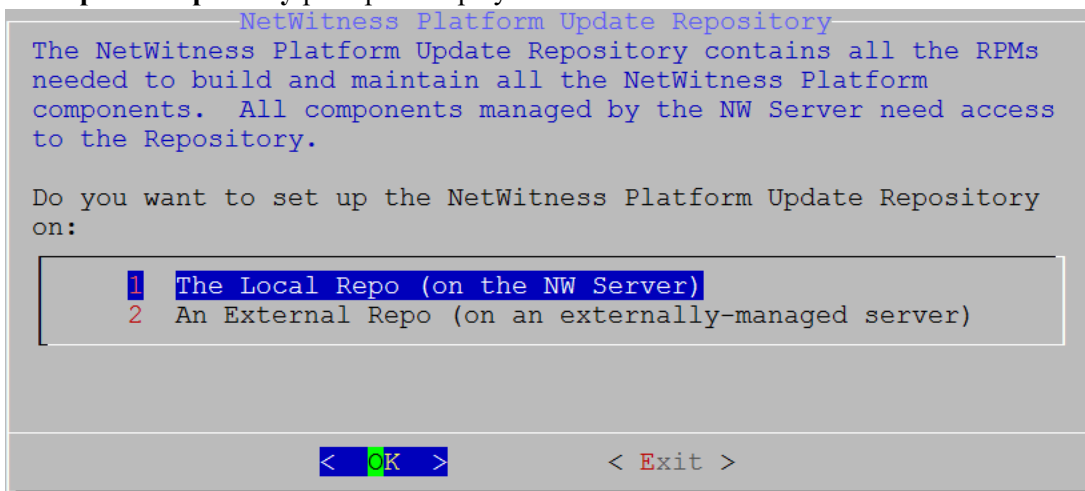 NetWitness Platform Update Repository
The NetWitness Platform Update Repository contains all the RPMs
needed to build and maintain all the NetWitness Platform
components.  All components managed by the NW Server need access
to the Repository.
Do you want to set up the NetWitness Platform Update Repository
on:
1 The Local Repo (on the NW Server)
2 An External Repo (on an externally-managed server)
< OK > < Exit >